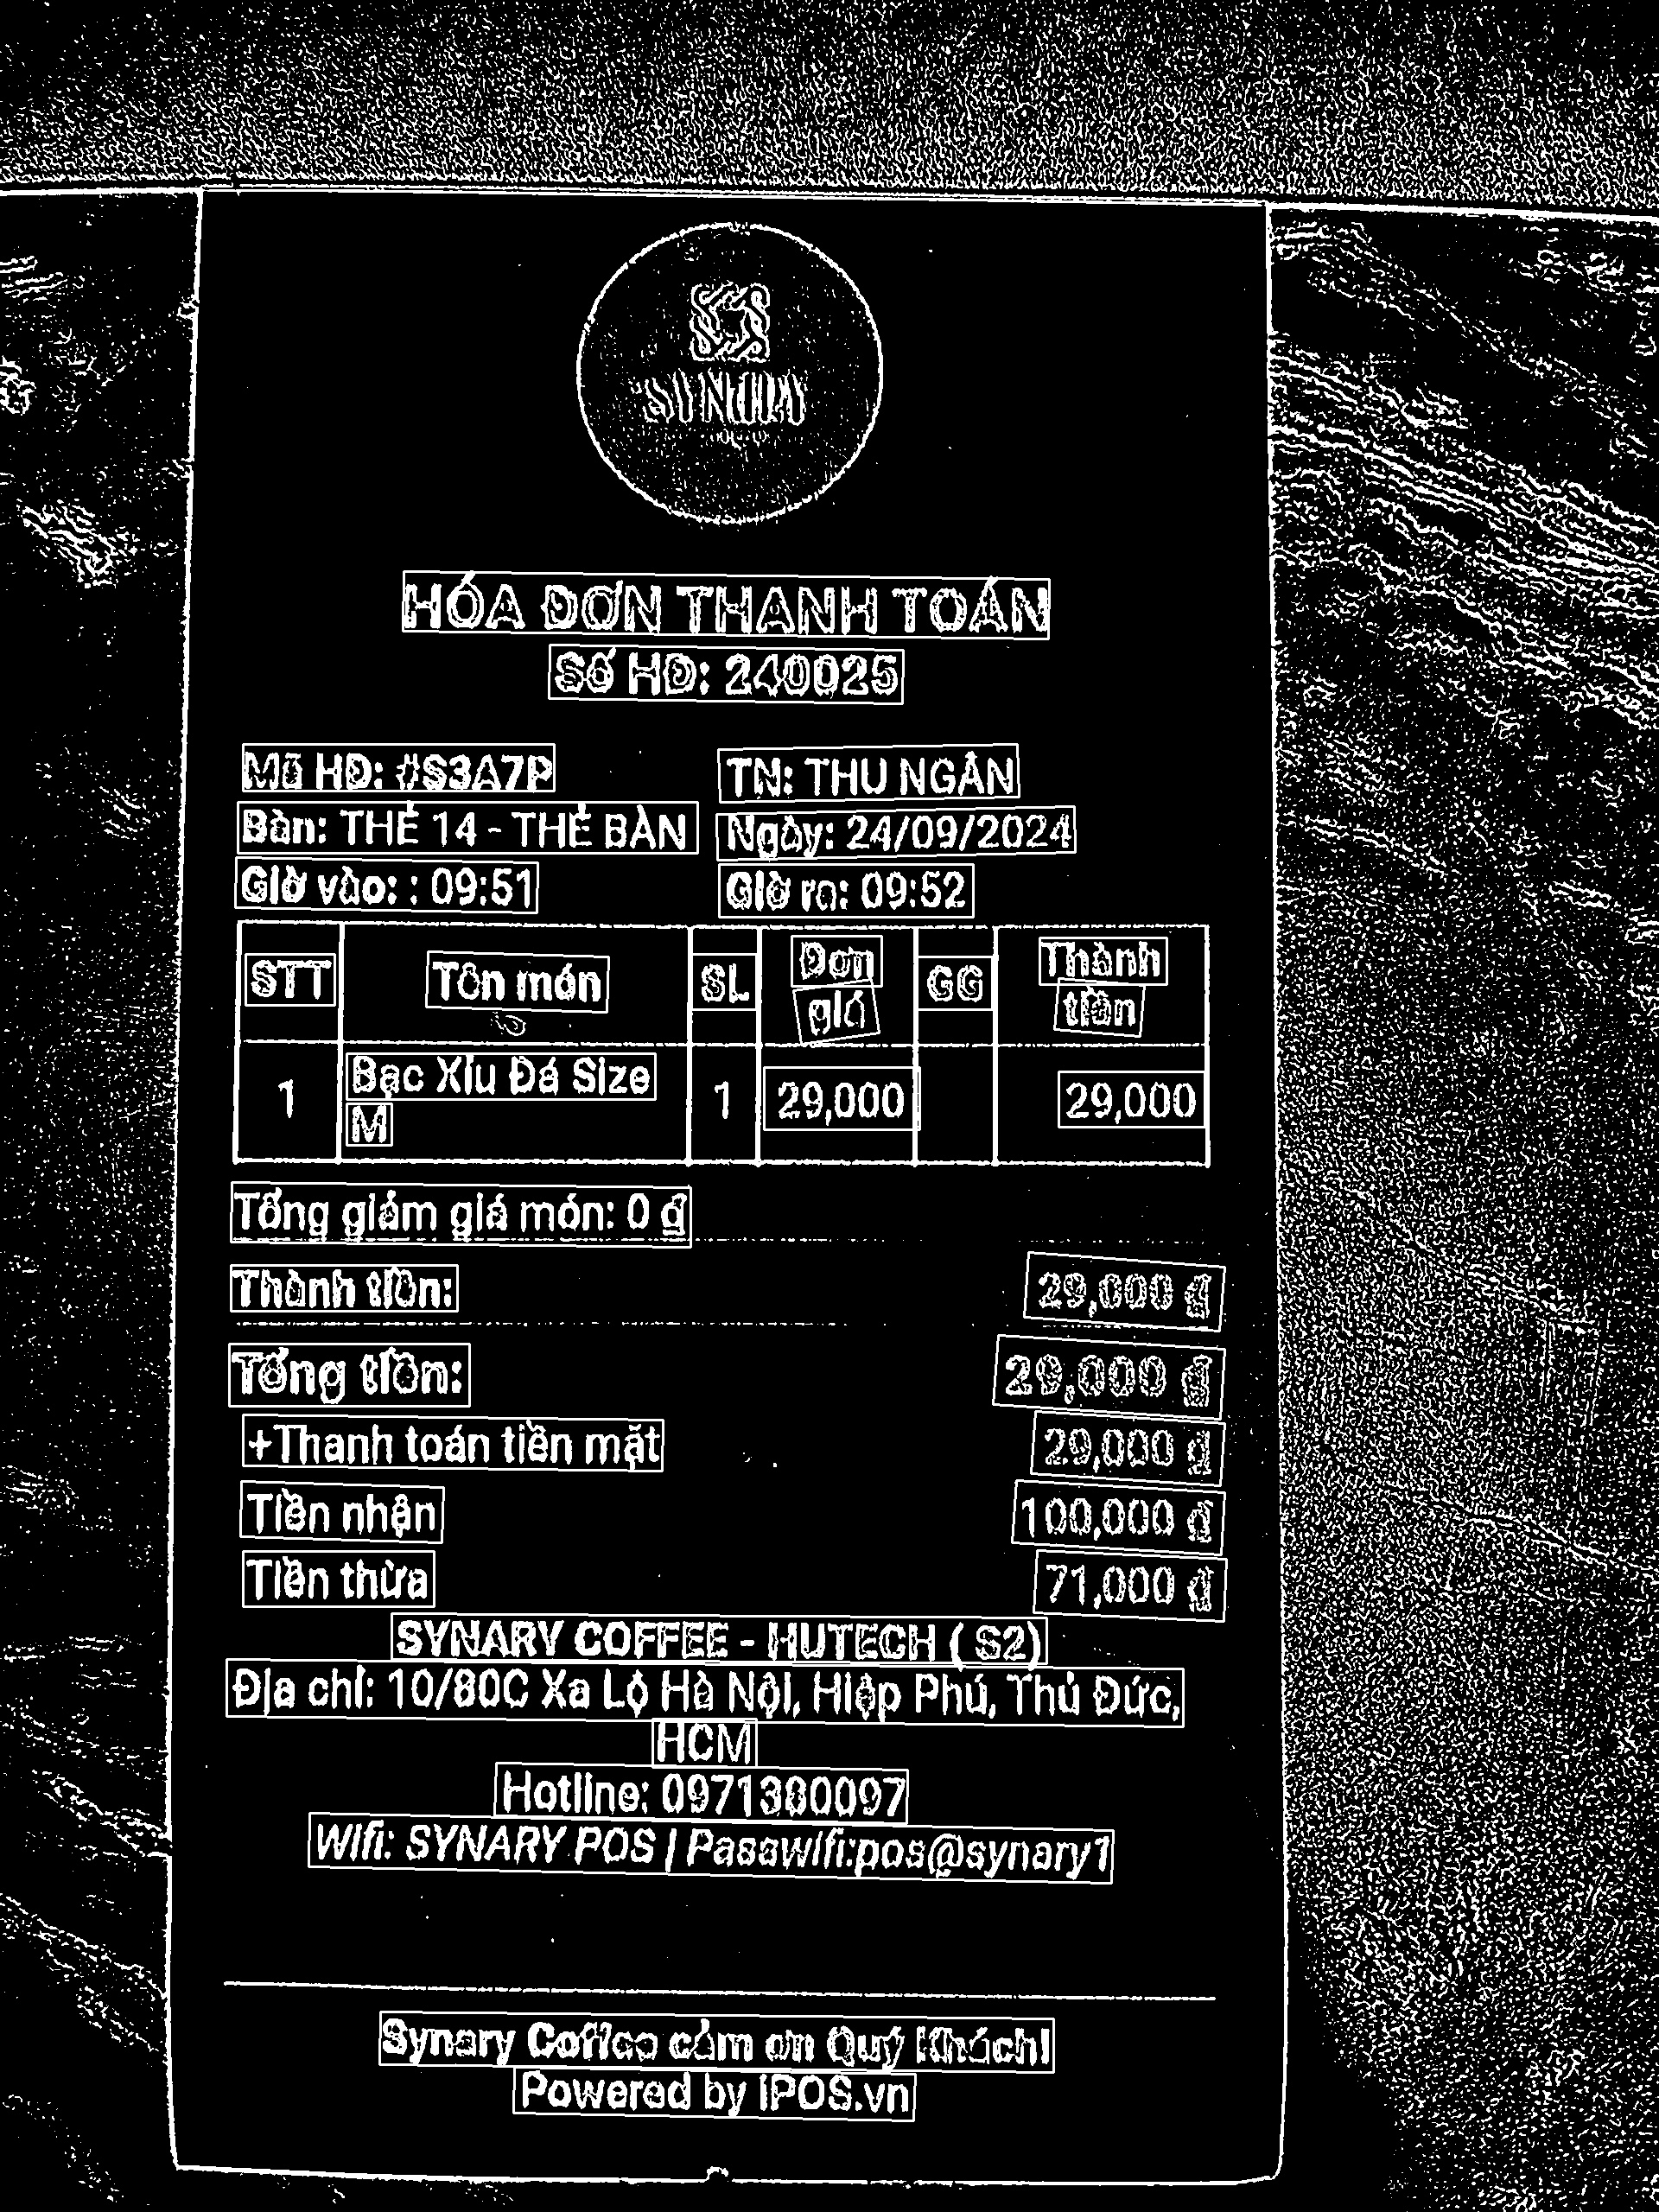 SYNARY
HÓA ĐƠN THANH TOÁN
Số HĐ: 240025
Mã HĐ: #S3A7P TN: THU NGÂN
Bàn: THẺ 14 - THẺ BÀN Ngày: 24/09/2024
Giờ vào: : 09:51 Giờ ra: 09:52
STT Tên món SL Đơn giá GG Thành tiền
1 Bạc Xỉu Đá Size M 1 29,000 29,000
Tổng giảm giá món: 0 ₫
Thành tiền: 29,000 ₫
Tổng tiền: 29,000 ₫
+Thanh toán tiền mặt 29,000 ₫
Tiền nhận 100,000 ₫
Tiền thừa 71,000 ₫
SYNARY COFFEE - HUTECH ( S2)
Địa chỉ: 10/80C Xa Lộ Hà Nội, Hiệp Phú, Thủ Đức,
HCM
Hotline: 0971380097
Wifi: SYNARY POS | Passwifi:pos@synary1
Synary Coffee cảm ơn Quý Khách!
Powered by iPOS.vn